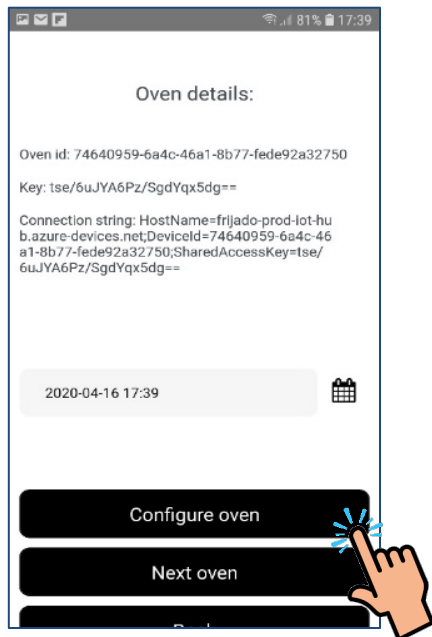 81% 17:39
Oven details:
Oven id: 74640959-6a4c-46a1-8b77-fede92a32750
Key: tse/6uJYA6Pz/SgdYqx5dg==
Connection string: HostName=frijado-prod-iot-hu
b.azure-devices.net;DeviceId=74640959-6a4c-46
a1-8b77-fede92a32750;SharedAccessKey=tse/
6uJYA6Pz/SgdYqx5dg==
2020-04-16 17:39
Configure oven
Next oven